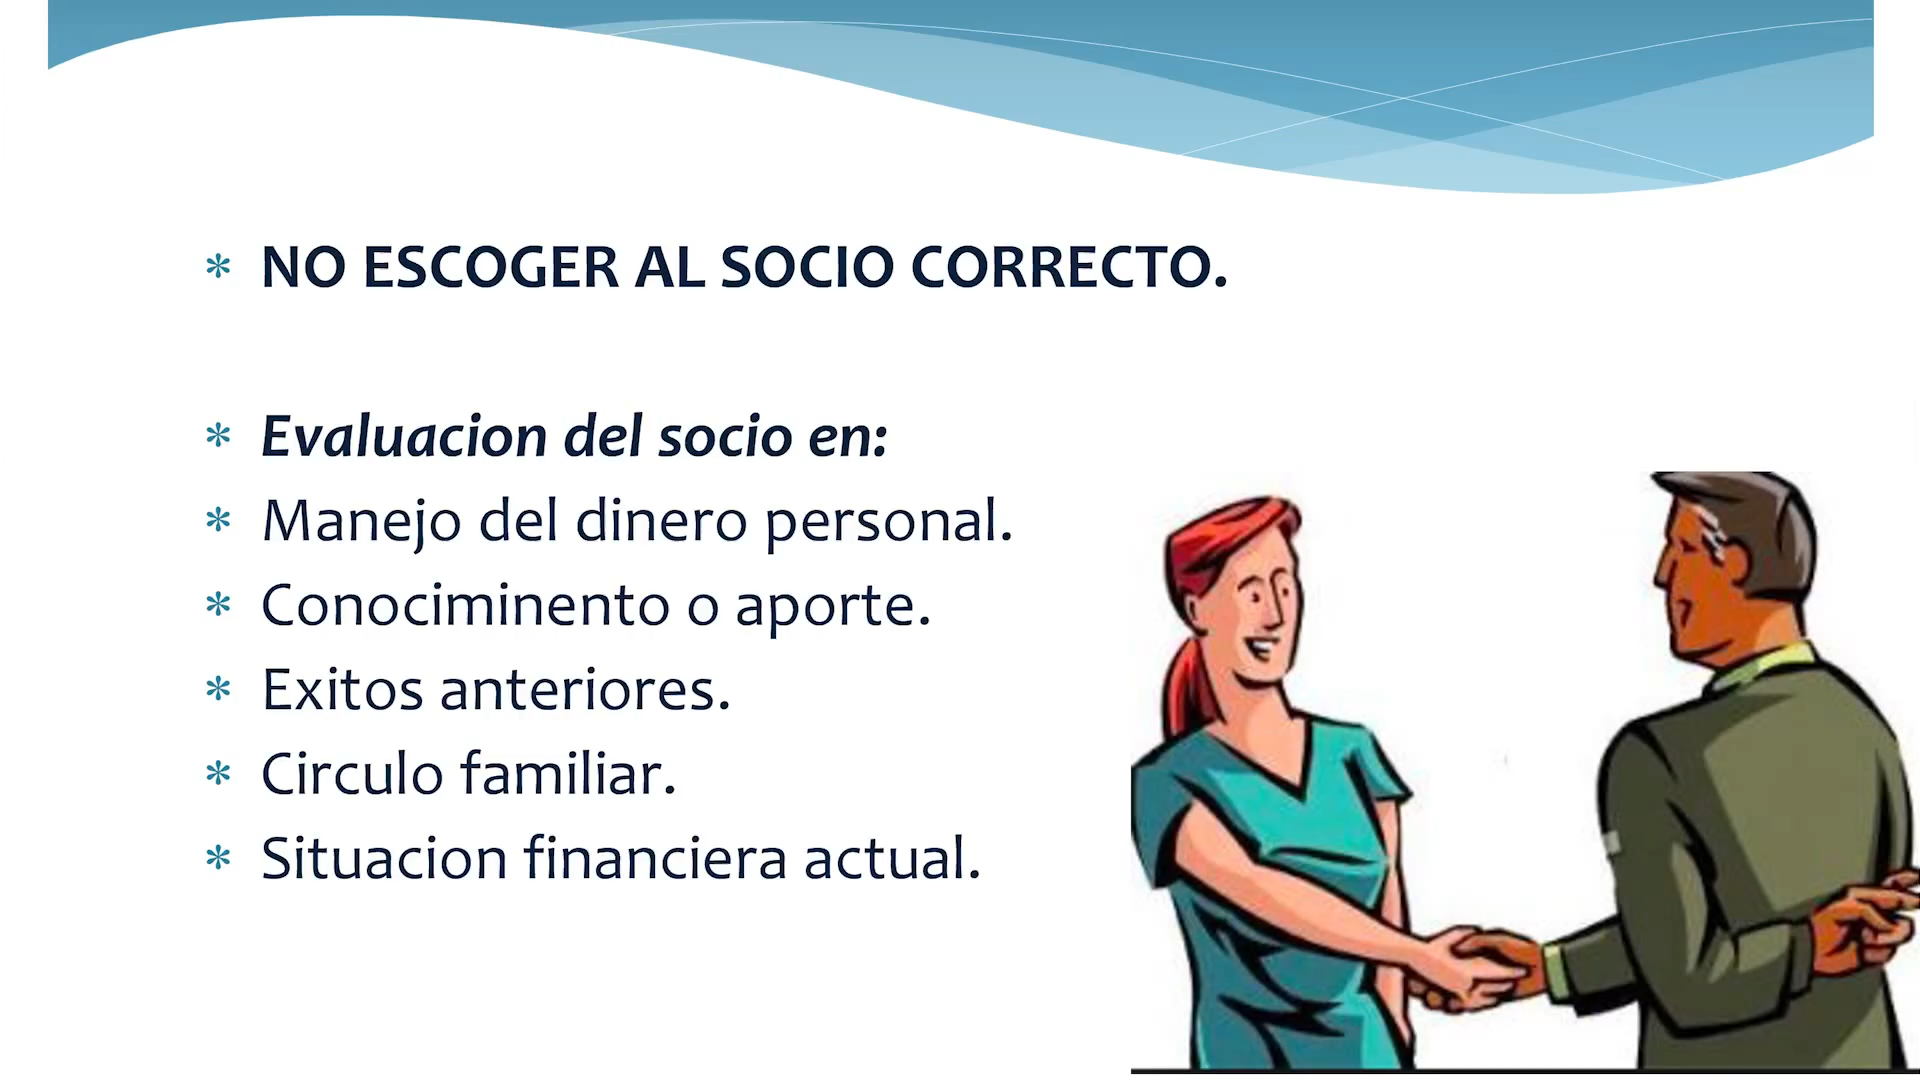 * NO ESCOGER AL SOCIO CORRECTO.
* Evaluacion del socio en:
* Manejo del dinero personal.
* Conociminento o aporte.
* Exitos anteriores.
* Circulo familiar.
* Situacion financiera actual.